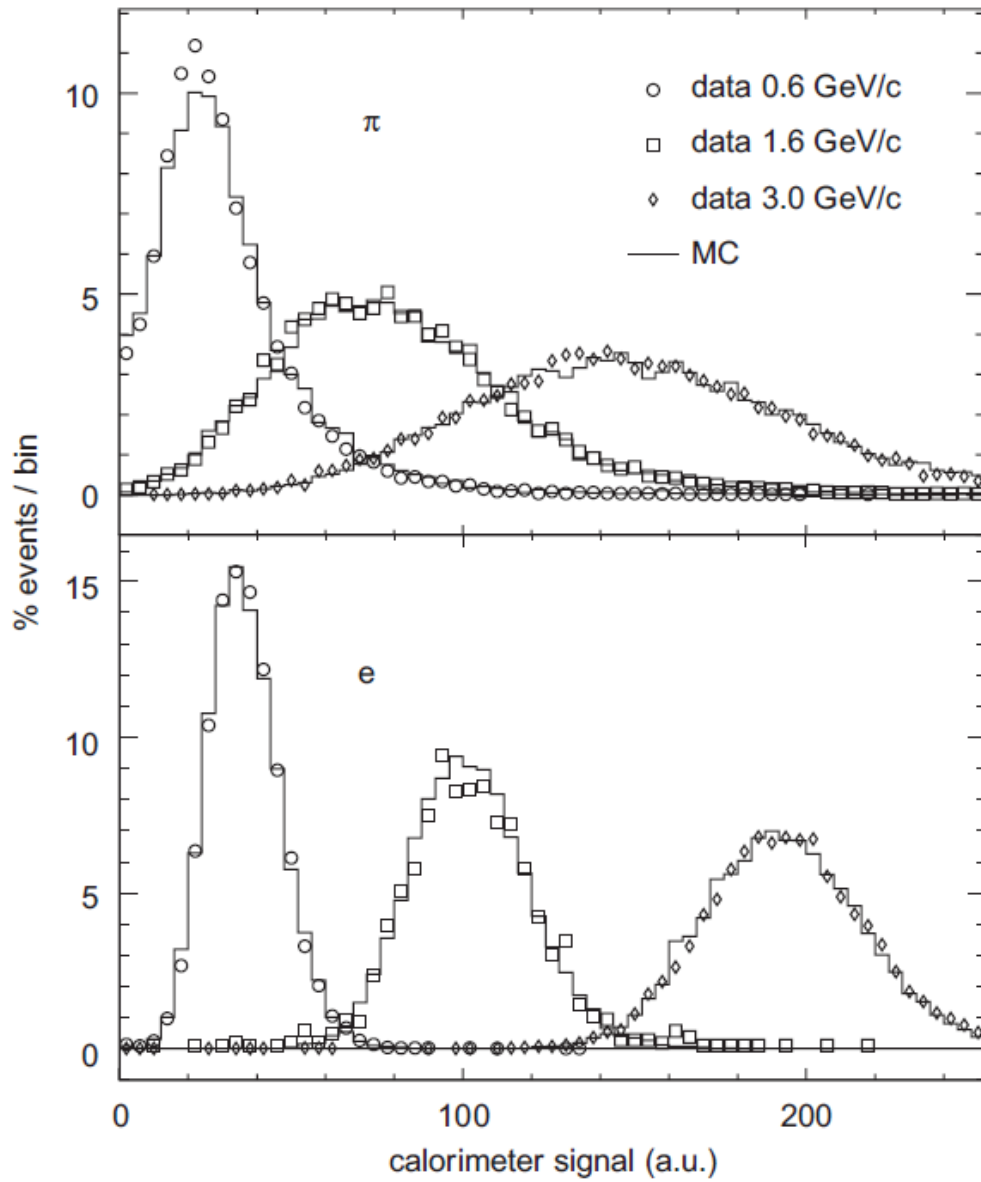 10
5
0
π
data 0.6 GeV/c
data 1.6 GeV/c
data 3.0 GeV/c
MC
% events / bin
15
10
5
0
e
0 100 200
calorimeter signal (a.u.)